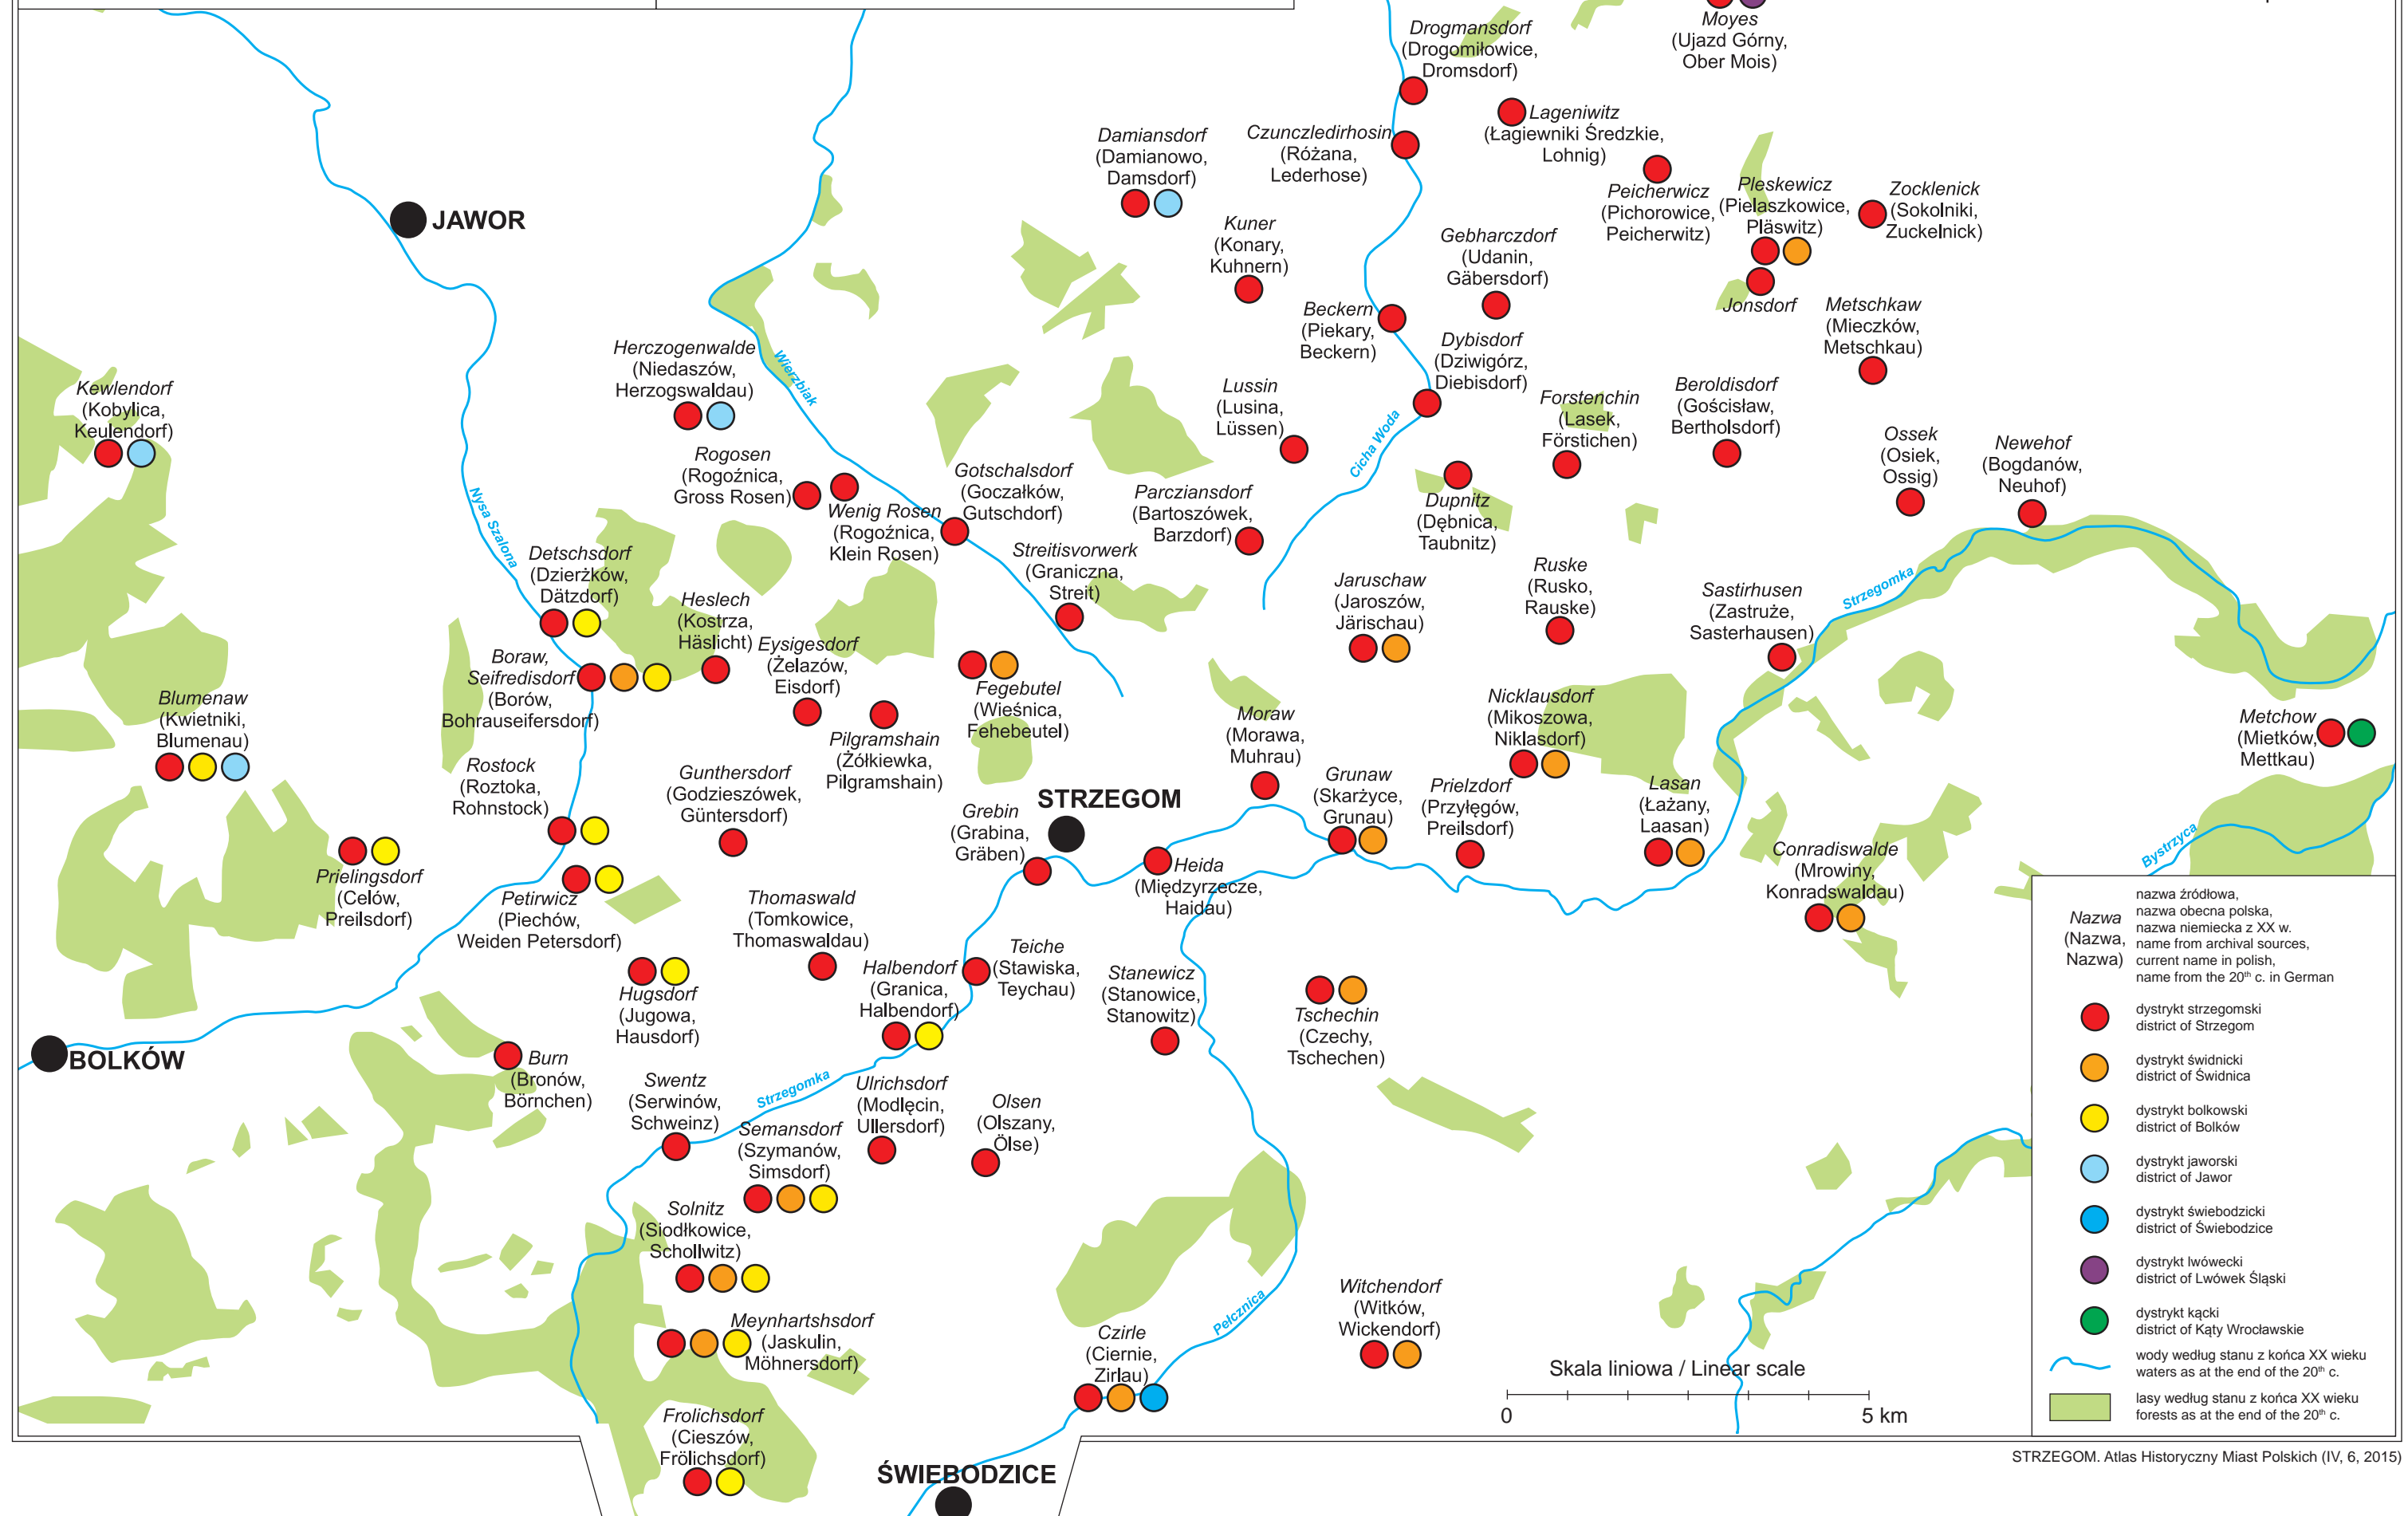 Moyes
(Ujazd Górny,
Ober Mois)
Drogmansdorf
(Drogomiłowice,
Dromsdorf)
Lageniwitz
(Łagiewniki Średzkie,
Lohnig)
Damiansdorf
(Damianowo,
Damsdorf)
Czunczledirhosin
(Różana,
Lederhose)
Peicherwicz
(Pichorowice,
Peicherwitz)
Pleskewicz
(Pielaszkowice,
Pläswitz)
Zocklenick
(Sokolniki,
Zuckelnick)
JAWOR
Kuner
(Konary,
Kuhnern)
Gebharczdorf
(Udanin,
Gäbersdorf)
Jonsdorf
Metschkaw
(Mieczków,
Metschkau)
Beckern
(Piekary,
Beckern)
Dybisdorf
(Dziwigórz,
Diebisdorf)
Herczogenwalde
(Niedaszów,
Herzogswaldau)
Wierzbiak
Kewlendorf
(Kobylica,
Keulendorf)
Lussin
(Lusina,
Lüssen)
Cicha Woda
Forstenchin
(Lasek,
Förstichen)
Beroldisdorf
(Gościsław,
Bertholsdorf)
Ossek
(Osiek,
Ossig)
Newehof
(Bogdanów,
Neuhof)
Rogosen
(Rogoźnica,
Gross Rosen)
Wenig Rosen
(Rogoźnica,
Klein Rosen)
Gotschalsdorf
(Goczałków,
Gutschdorf)
Parcziansdorf
(Bartoszówek,
Barzdorf)
Dupnitz
(Dębnica,
Taubnitz)
Nysa Szalona
Detschsdorf
(Dzierżków,
Dätzdorf)
Streitisvorwerk
(Graniczna,
Streit)
Jaruschaw
(Jaroszów,
Järischau)
Ruske
(Rusko,
Rauske)
Sastirhusen
(Zastruże,
Sasterhausen)
Strzegomka
Heslech
(Kostrza,
Häslicht)
Eysigesdorf
(Żelazów,
Eisdorf)
Boraw,
Seifredisdorf
(Borów,
Bohrauseifersdorf)
Fegebutel
(Wieśnica,
Fehebeutel)
Blumenaw
(Kwietniki,
Blumenau)
Pilgramshain
(Żółkiewka,
Pilgramshain)
Moraw
(Morawa,
Muhrau)
Nicklausdorf
(Mikoszowa,
Niklasdorf)
Metchow
(Mietków,
Mettkau)
Rostock
(Roztoka,
Rohnstock)
Gunthersdorf
(Godzieszówek,
Güntersdorf)
STRZEGOM
Grebin
(Grabina,
Gräben)
Grunaw
(Skarżyce,
Grunau)
Prielzdorf
(Przyłęgów,
Preilsdorf)
Lasan
(Łażany,
Laasan)
Conradiswalde
(Mrowiny,
Konradswaldau)
Bystrzyca
Prielingsdorf
(Celów,
Preilsdorf)
Petirwicz
(Piechów,
Weiden Petersdorf)
Thomaswald
(Tomkowice,
Thomaswaldau)
Heida
(Międzyrzecze,
Haidau)
Teiche
(Stawiska,
Teychau)
Halbendorf
(Granica,
Halbendorf)
Stanewicz
(Stanowice,
Stanowitz)
Tschechin
(Czechy,
Tschechen)
Hugsdorf
(Jugowa,
Hausdorf)
BOLKÓW
Burn
(Bronów,
Börnchen)
Swentz
(Serwinów,
Schweinz)
Strzegomka
Semansdorf
(Szymanów,
Simsdorf)
Ulrichsdorf
(Modlęcin,
Ullersdorf)
Olsen
(Olszany,
Ölse)
Solnitz
(Siodłkowice,
Schollwitz)
Meynhartshsdorf
(Jaskulin,
Möhnersdorf)
Pełcznica
Czirle
(Ciernie,
Zirlau)
Witchendorf
(Witków,
Wickendorf)
Frolichsdorf
(Cieszów,
Frölichsdorf)
ŚWIEBODZICE
Skala liniowa / Linear scale
0 5 km
Nazwa
(Nazwa,
Nazwa)
nazwa źródłowa,
nazwa obecna polska,
nazwa niemiecka z XX w.
name from archival sources,
current name in polish,
name from the 20th c. in German
dystrykt strzegomski
district of Strzegom
dystrykt świdnicki
district of Świdnica
dystrykt bolkowski
district of Bolków
dystrykt jaworski
district of Jawor
dystrykt świebodzicki
district of Świebodzice
dystrykt lwówecki
district of Lwówek Śląski
dystrykt kącki
district of Kąty Wrocławskie
wody według stanu z końca XX wieku
waters as at the end of the 20th c.
lasy według stanu z końca XX wieku
forests as at the end of the 20th c.
STRZEGOM. Atlas Historyczny Miast Polskich (IV, 6, 2015)